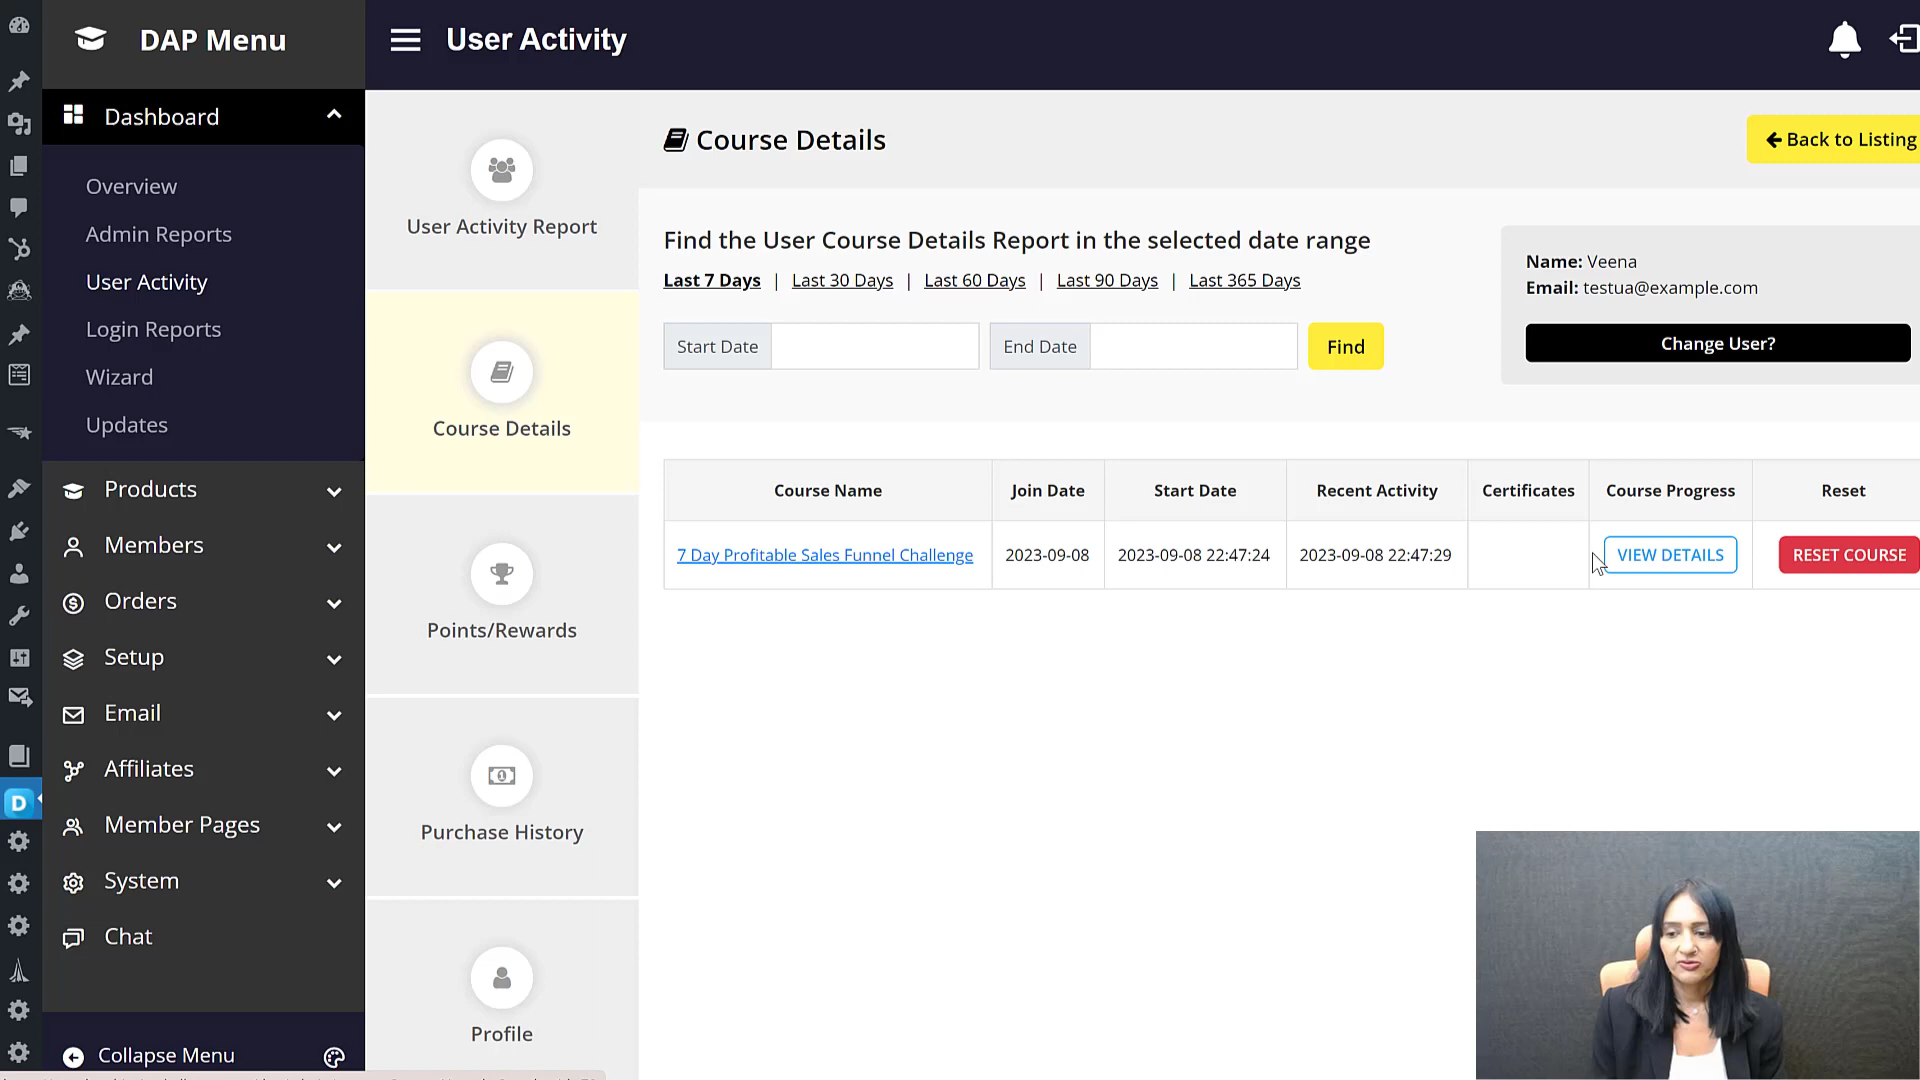 DAP Menu
User Activity
Dashboard
Overview
Admin Reports
User Activity
Login Reports
Wizard
Updates
Products
Members
Orders
Setup
Email
Affiliates
Member Pages
System
Chat
Collapse Menu
D
User Activity Report
Course Details
Points/Rewards
Purchase History
Profile
Course Details
Back to Listing
Find the User Course Details Report in the selected date range
Last 7 Days | Last 30 Days | Last 60 Days | Last 90 Days | Last 365 Days
Start Date End Date Find
Name: Veena
Email: testua@example.com
Change User?
Course Name Join Date Start Date Recent Activity Certificates Course Progress Reset
7 Day Profitable Sales Funnel Challenge 2023-09-08 2023-09-08 22:47:24 2023-09-08 22:47:29 VIEW DETAILS RESET COURSE